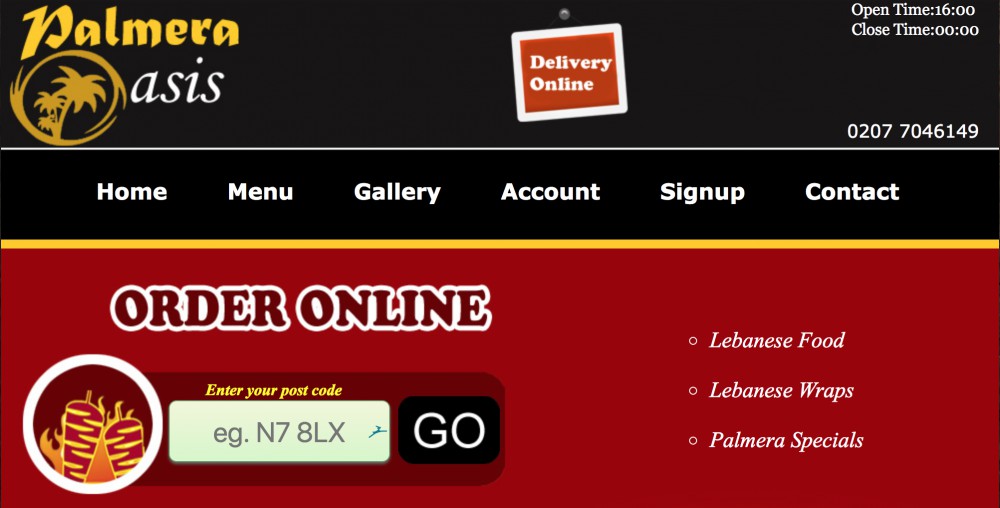 Palmera
Oasis
Delivery
Online
Open Time:16:00
Close Time:00:00
0207 7046149
Home Menu Gallery Account Signup Contact
ORDER ONLINE
Enter your post code
eg. N7 8LX
GO
Lebanese Food
Lebanese Wraps
Palmera Specials